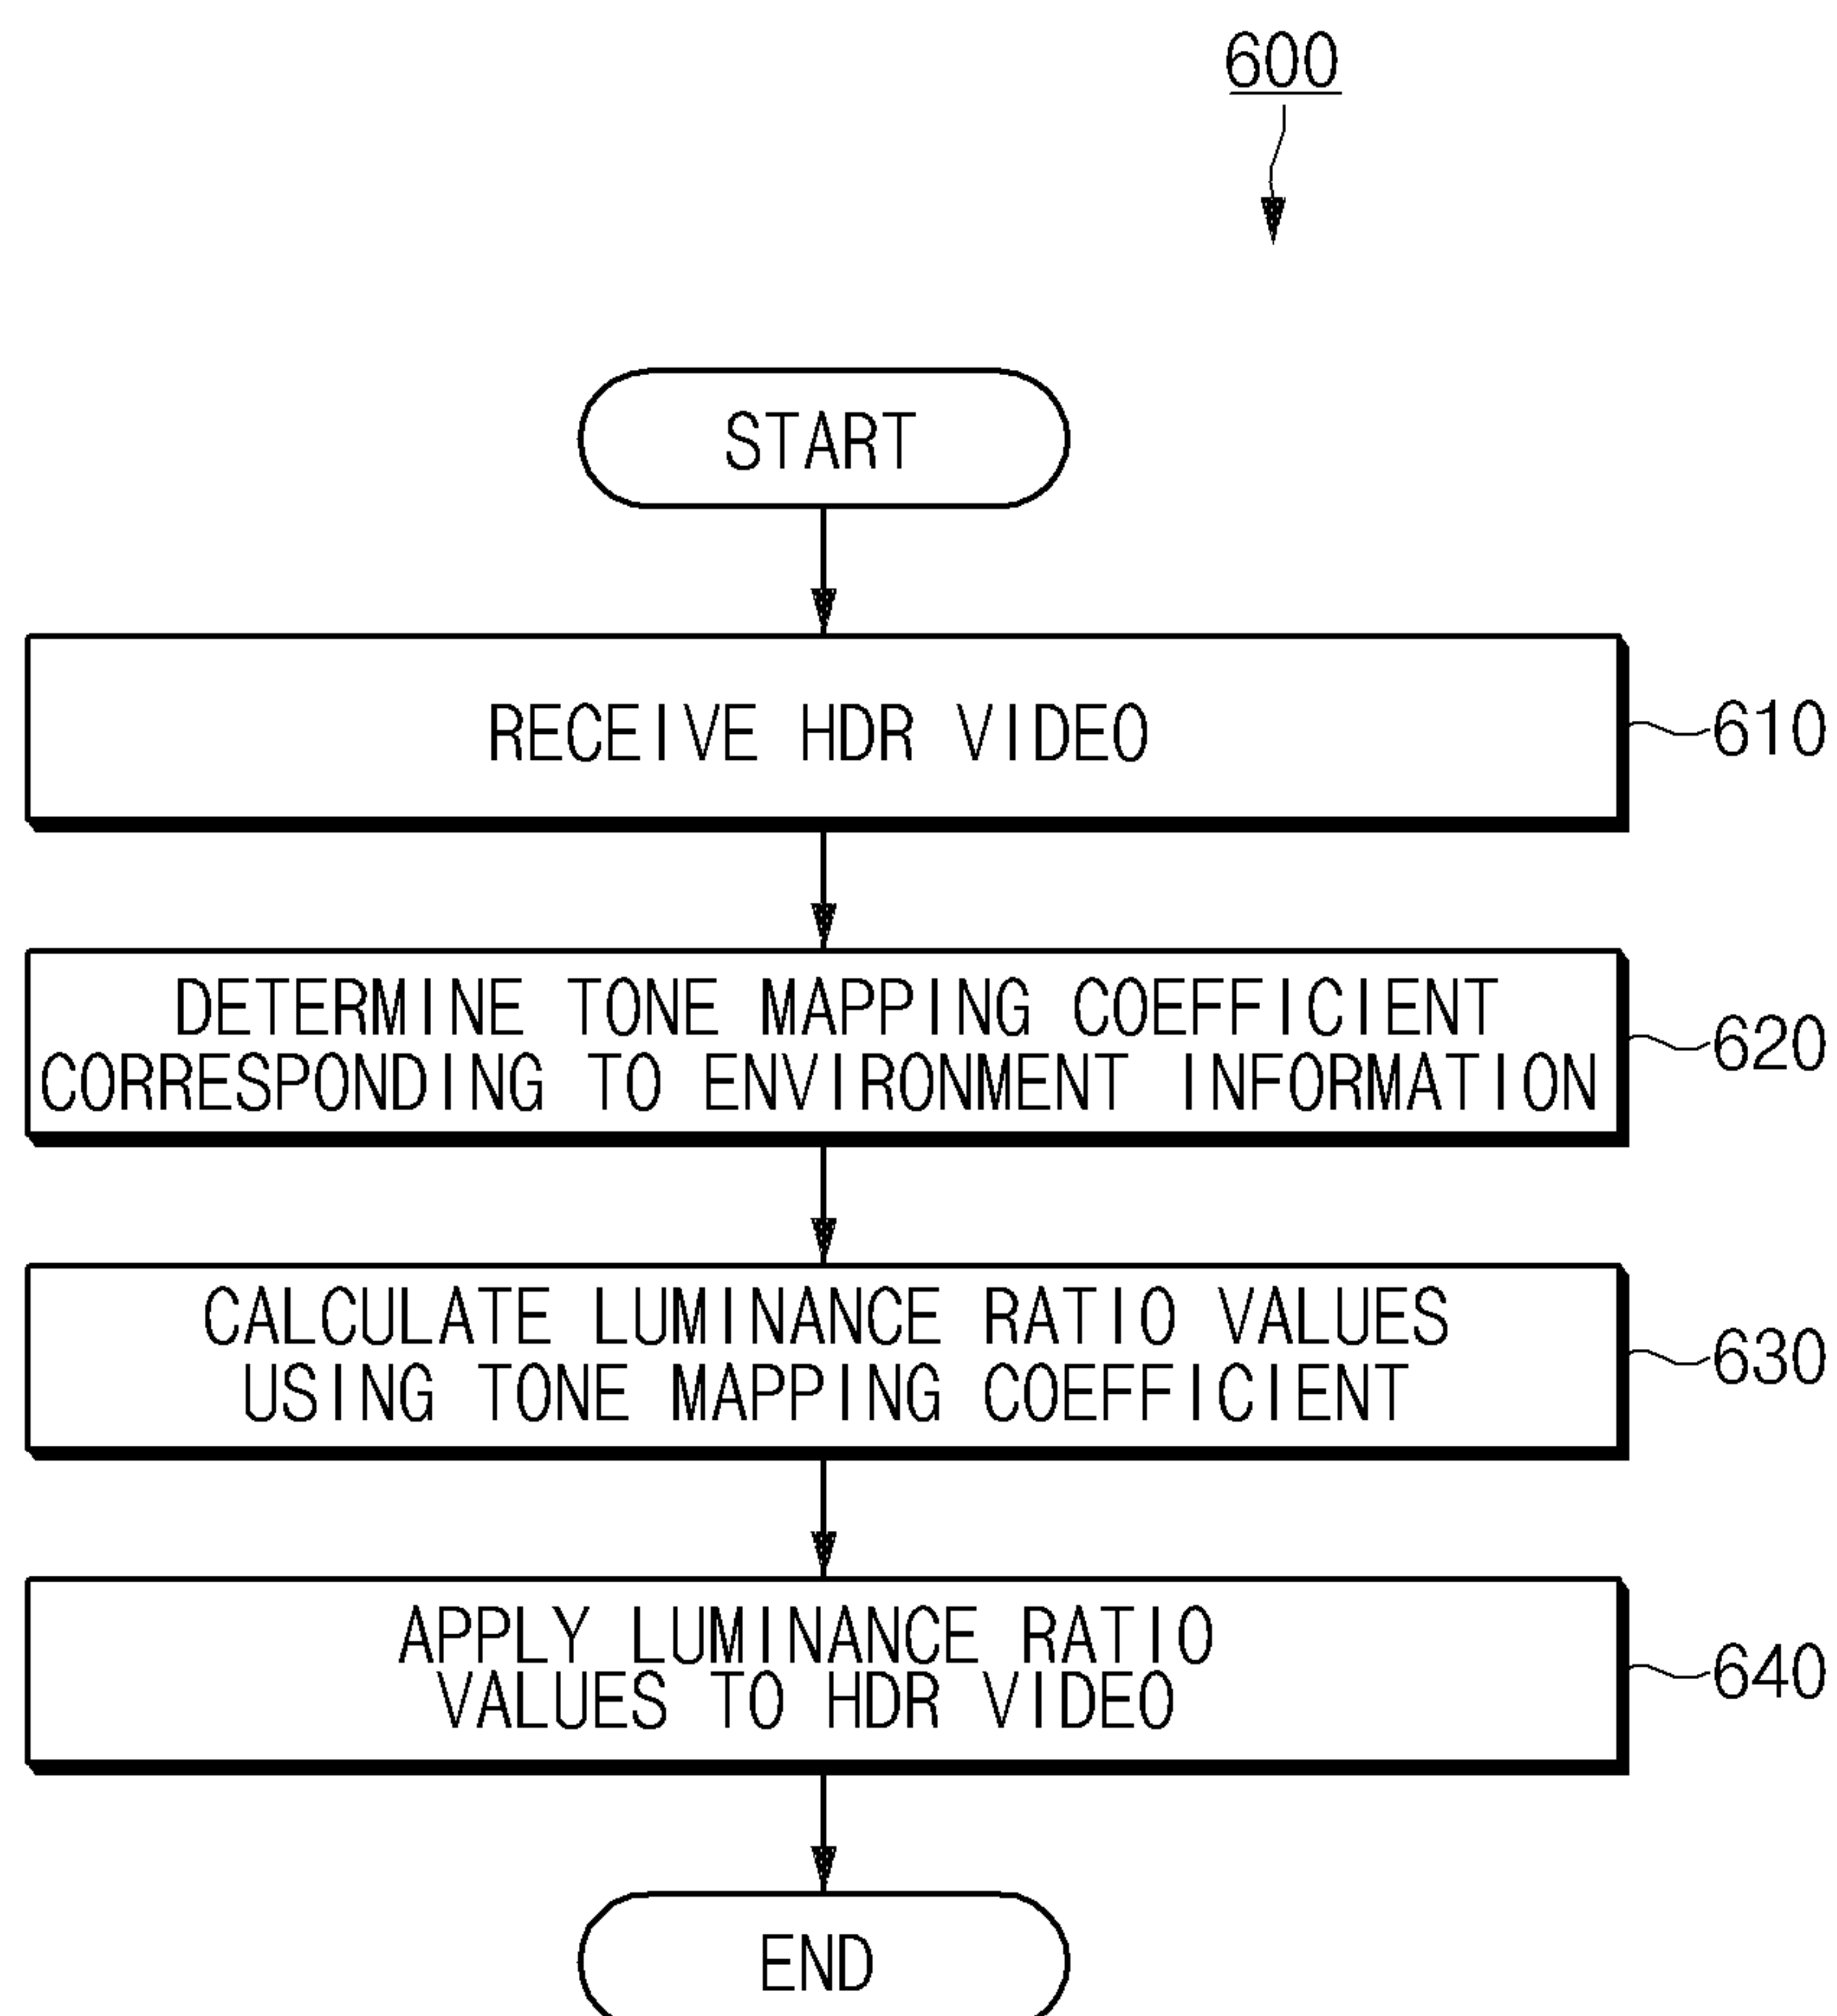 600
START
RECEIVE HDR VIDEO
610
DETERMINE TONE MAPPING COEFFICIENT
CORRESPONDING TO ENVIRONMENT INFORMATION
620
CALCULATE LUMINANCE RATIO VALUES
USING TONE MAPPING COEFFICIENT
630
APPLY LUMINANCE RATIO
VALUES TO HDR VIDEO
640
END